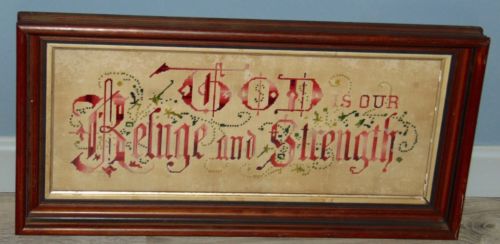 GOD IS OUR
Refuge and Strength